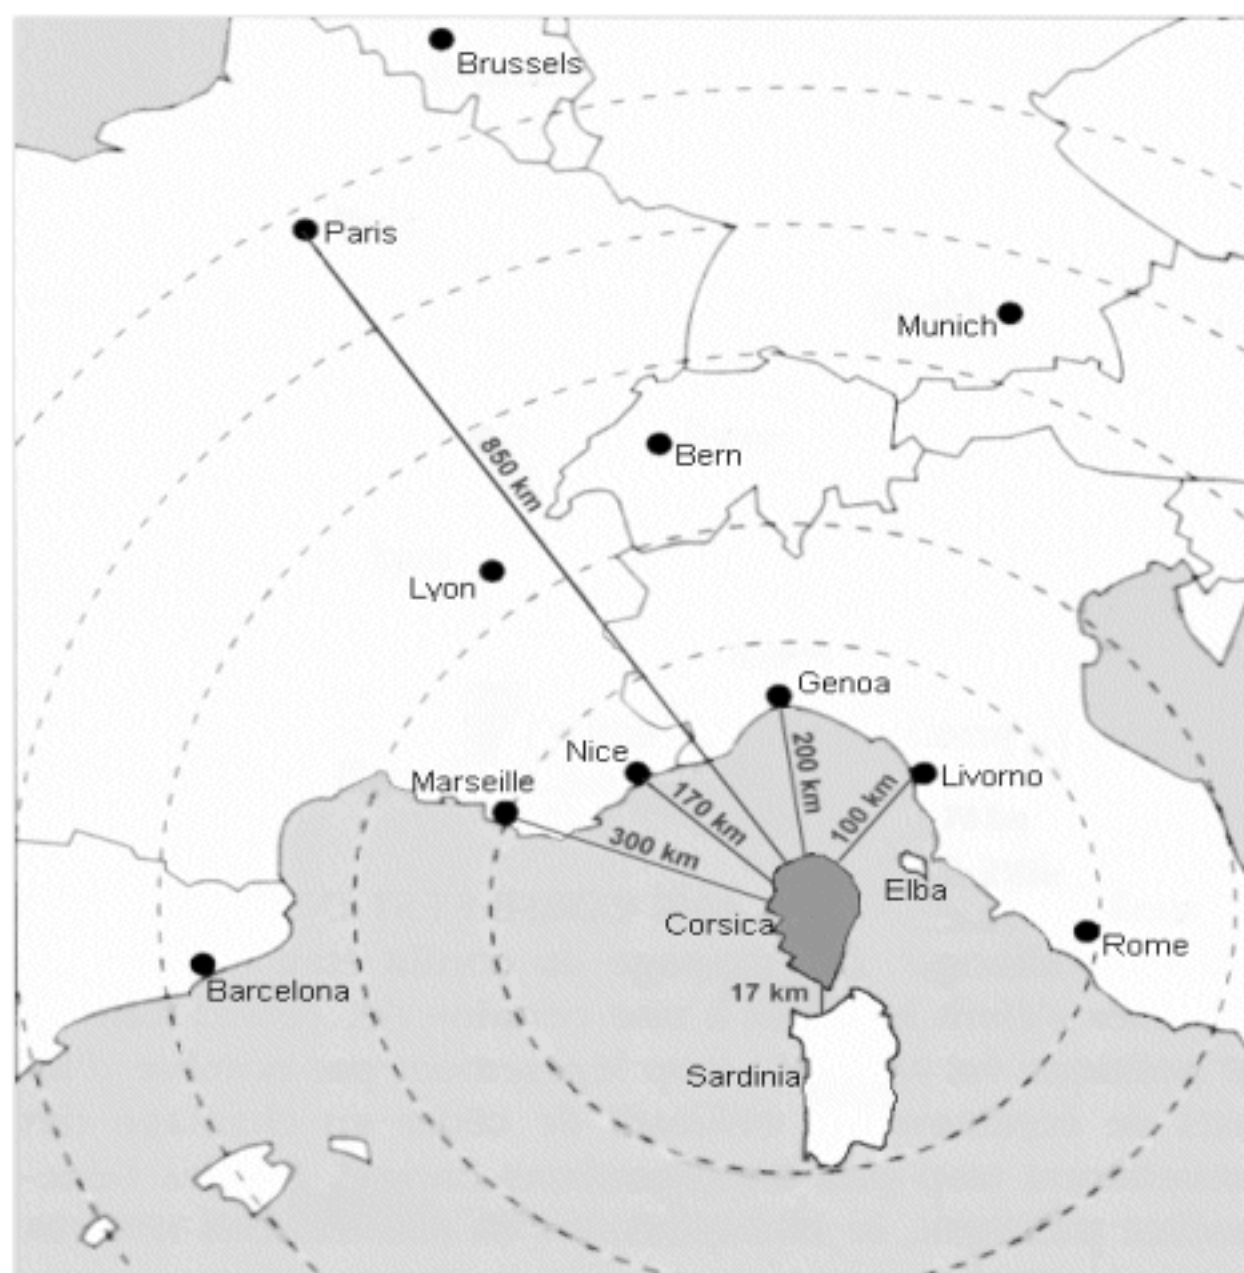 Brussels
Paris
Munich
850 km
Bern
Lyon
Genoa
Nice
200 km
Livorno
Marseille
170 km
100 km
300 km
Elba
Corsica
Rome
Barcelona
17 km
Sardinia